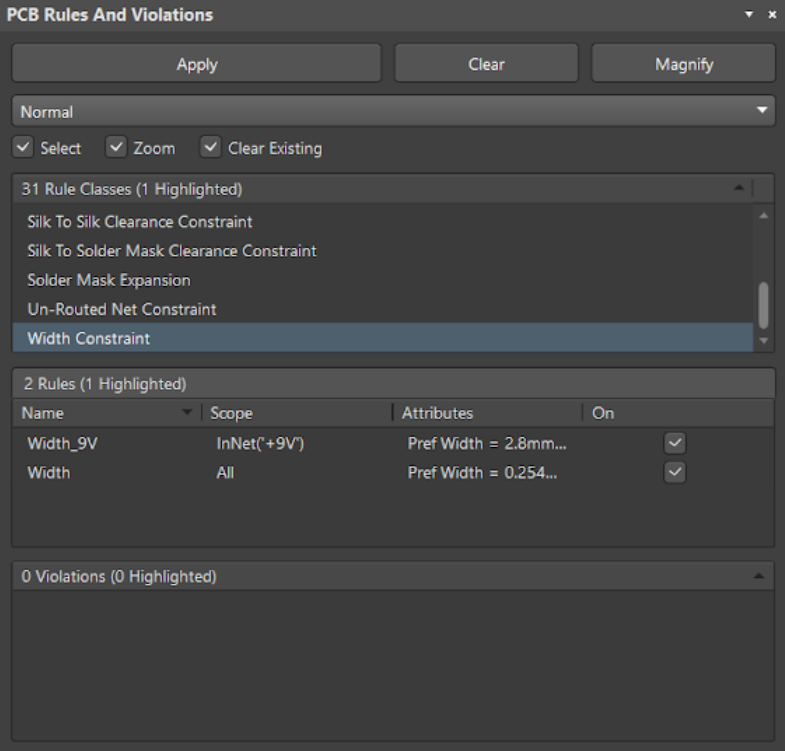 PCB Rules And Violations
Apply Clear Magnify
Normal
Select Zoom Clear Existing
31 Rule Classes (1 Highlighted)
Silk To Silk Clearance Constraint
Silk To Solder Mask Clearance Constraint
Solder Mask Expansion
Un-Routed Net Constraint
Width Constraint
2 Rules (1 Highlighted)
Name Scope Attributes On
Width_9V InNet('+9V') Pref Width = 2.8mm...
Width All Pref Width = 0.254...
0 Violations (0 Highlighted)